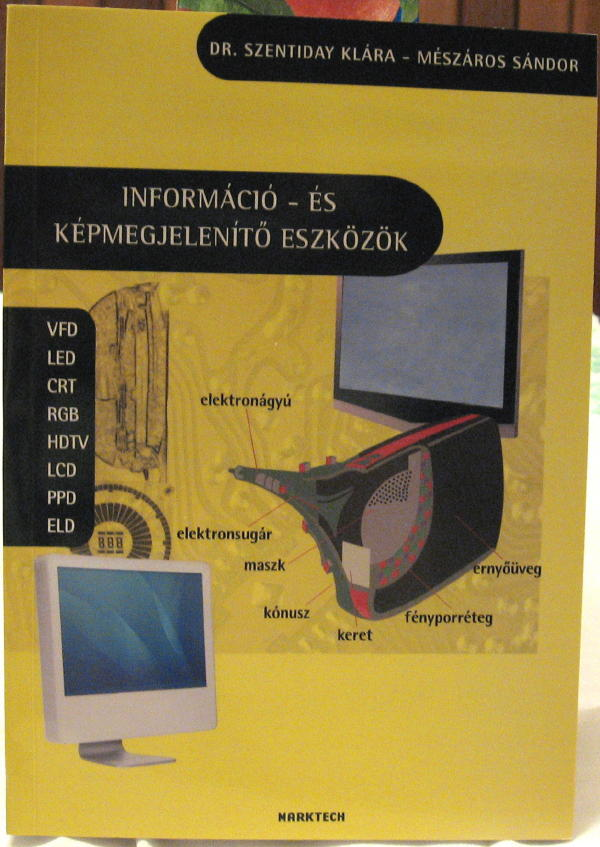 DR. SZENTIDAY KLÁRA – MÉSZÁROS SÁNDOR
INFORMÁCIÓ – ÉS
KÉPMEGJELENÍTŐ ESZKÖZÖK
VFD
LED
CRT
RGB
HDTV
LCD
PPD
ELD
elektronágyú
elektronsugár
maszk
kónusz
keret
fényporréteg
ernyőüveg
MARKTECH